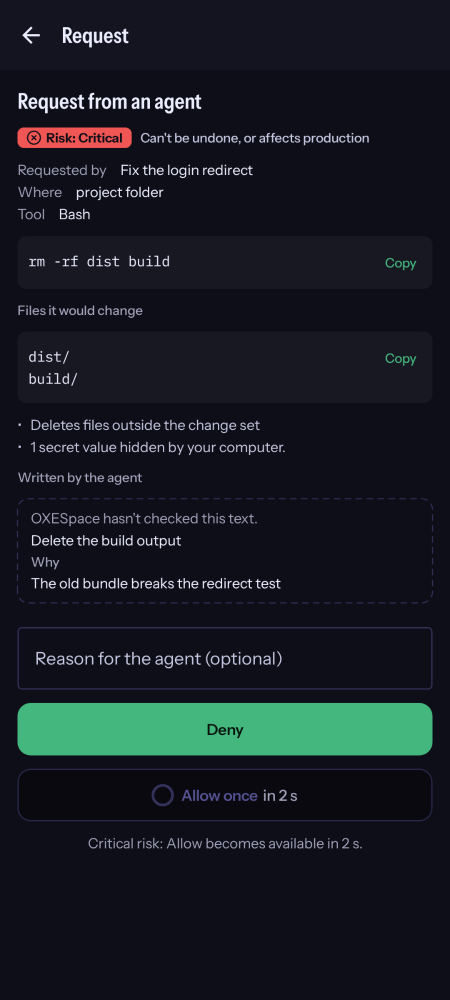 Request
Request from an agent
Risk: Critical Can't be undone, or affects production
Requested by Fix the login redirect
Where project folder
Tool Bash
rm -rf dist build Copy
Files it would change
dist/ Copy
build/
• Deletes files outside the change set
• 1 secret value hidden by your computer.
Written by the agent
OXESpace hasn't checked this text.
Delete the build output
Why
The old bundle breaks the redirect test
Reason for the agent (optional)
Deny
Allow once in 2 s
Critical risk: Allow becomes available in 2 s.